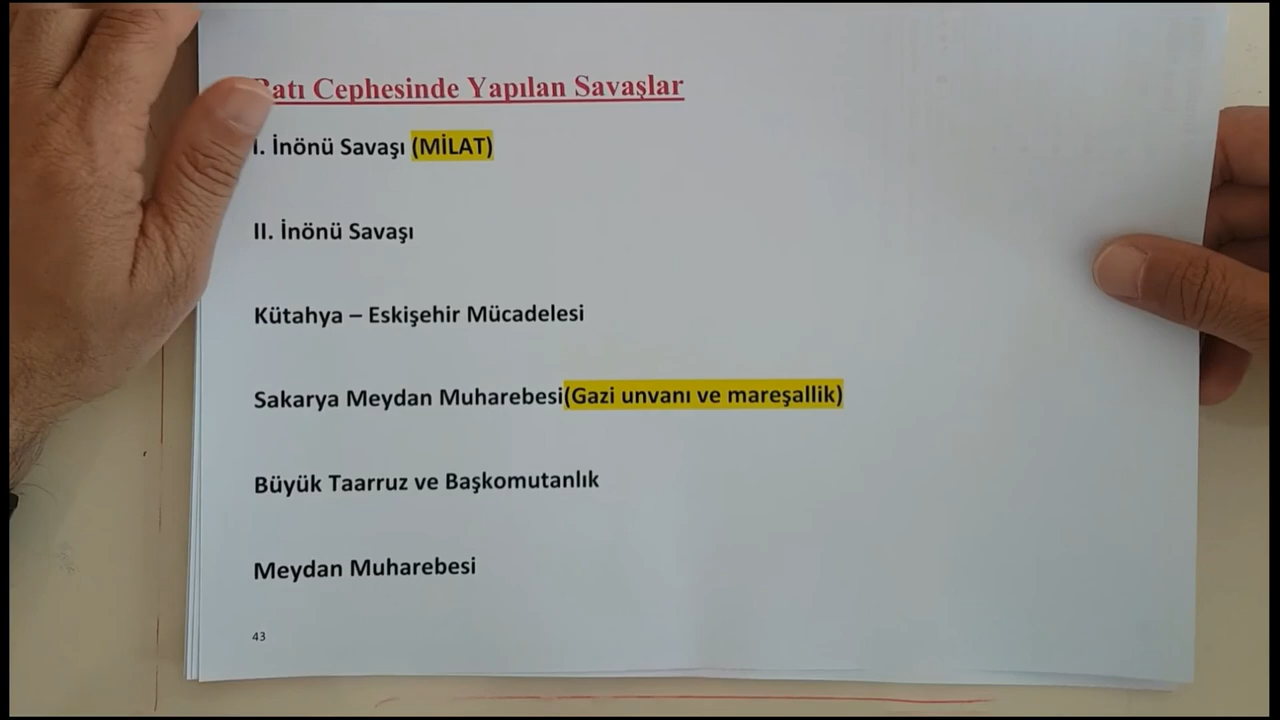 Batı Cephesinde Yapılan Savaşlar
I. İnönü Savaşı (MİLAT)
II. İnönü Savaşı
Kütahya – Eskişehir Mücadelesi
Sakarya Meydan Muharebesi(Gazi unvanı ve mareşallik)
Büyük Taarruz ve Başkomutanlık
Meydan Muharebesi
43